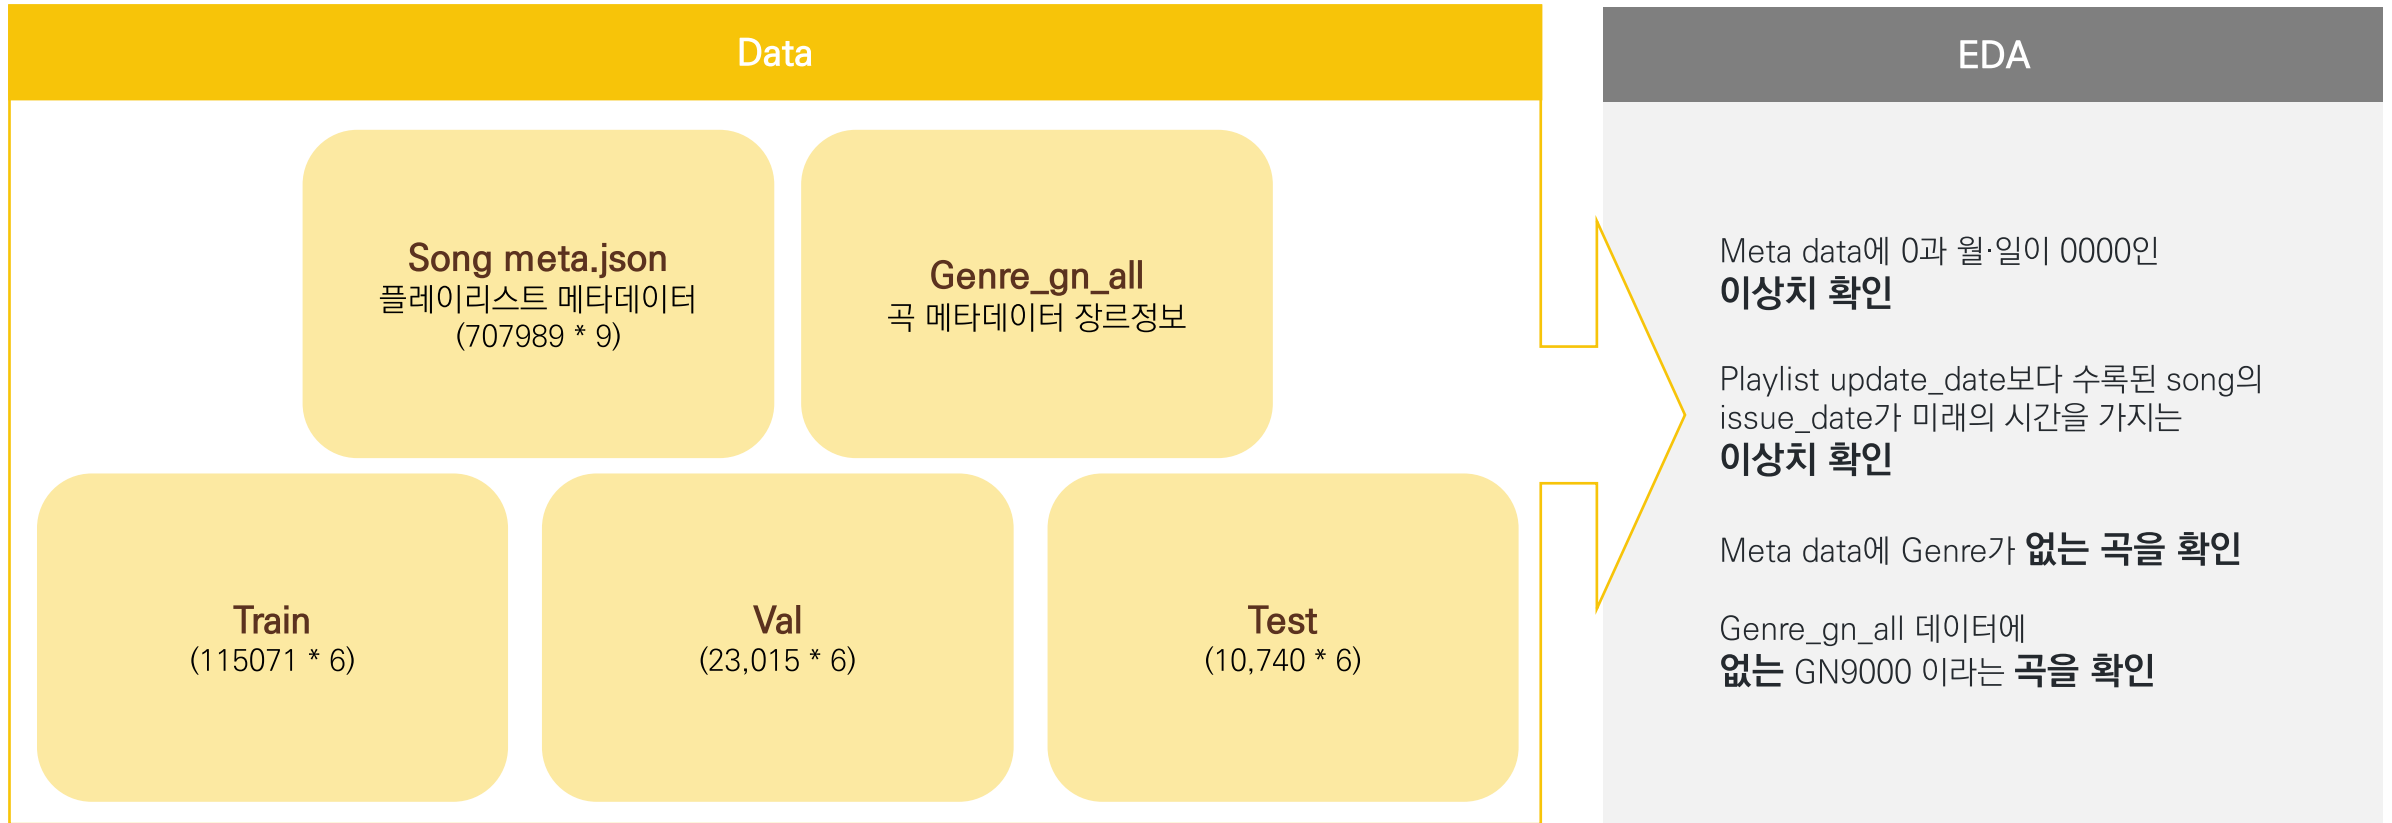 Data
Song meta.json
플레이리스트 메타데이터
(707989 * 9)
Genre_gn_all
곡 메타데이터 장르정보
Train
(115071 * 6)
Val
(23,015 * 6)
Test
(10,740 * 6)
EDA
Meta data에 0과 월·일이 0000인
이상치 확인
Playlist update_date보다 수록된 song의
issue_date가 미래의 시간을 가지는
이상치 확인
Meta data에 Genre가 없는 곡을 확인
Genre_gn_all 데이터에
없는 GN9000 이라는 곡을 확인